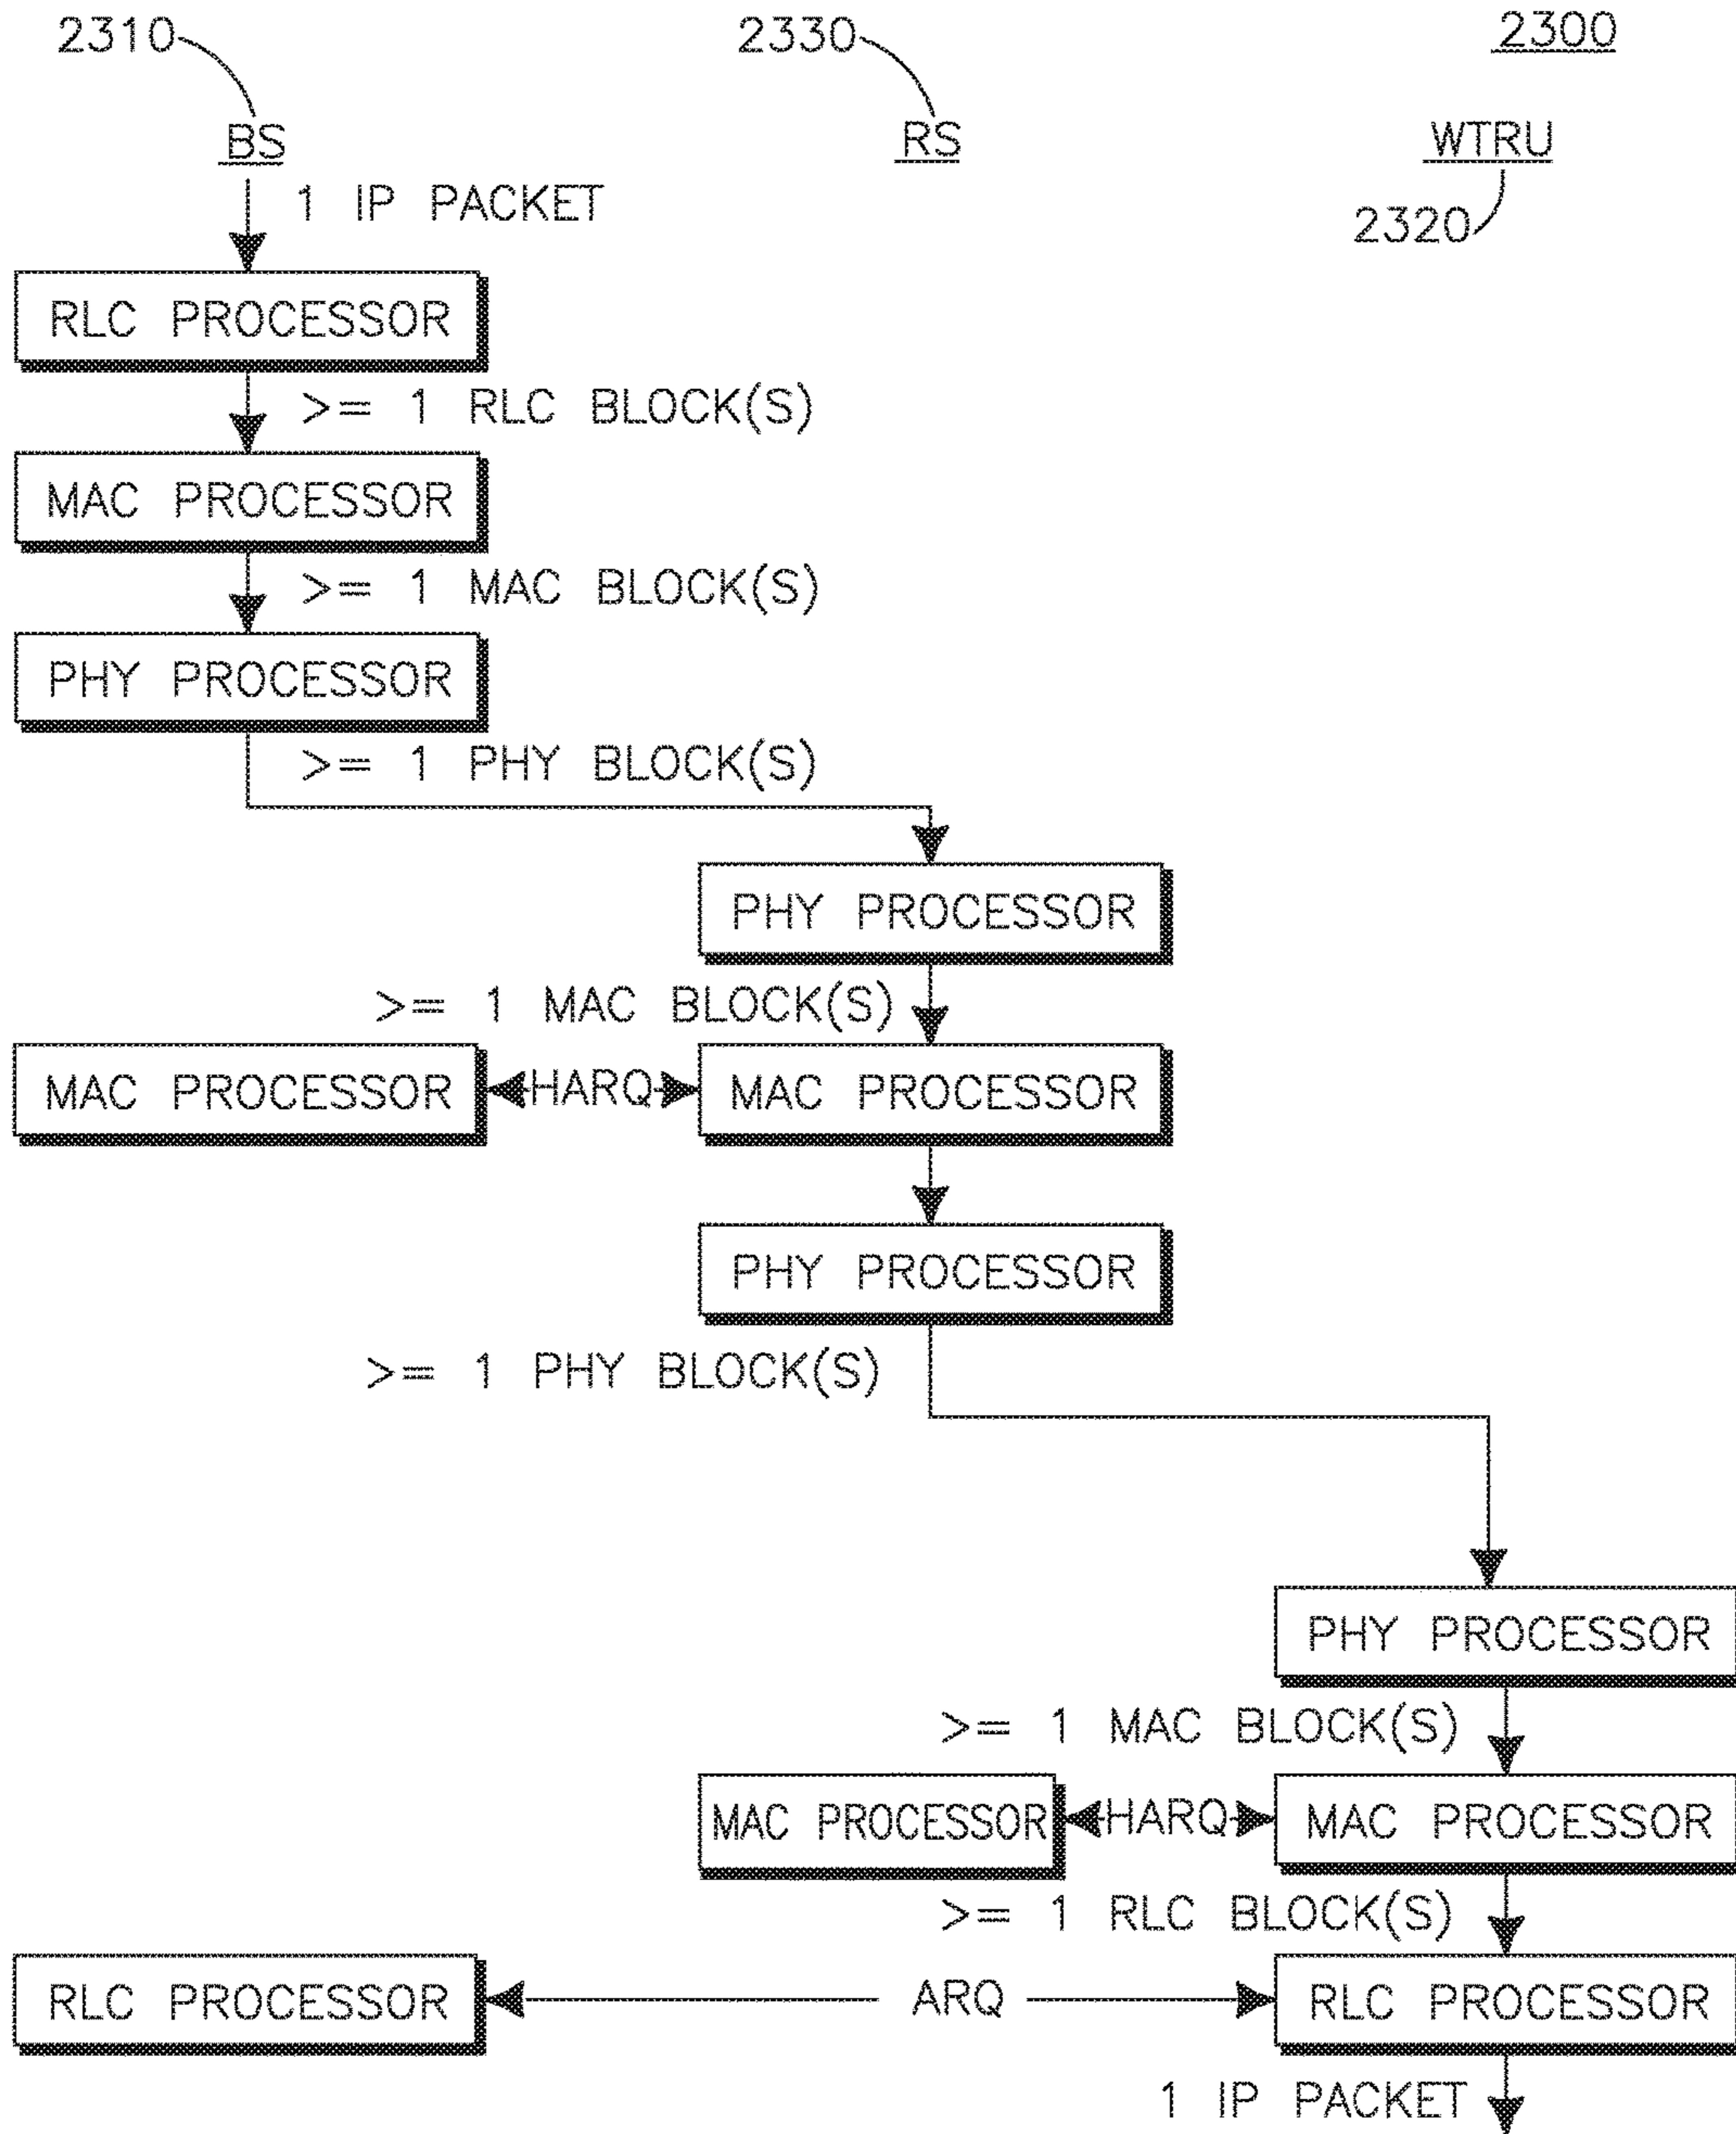 2310 2330 2300
BS RS WTRU
1 IP PACKET 2320
RLC PROCESSOR
>= 1 RLC BLOCK(S)
MAC PROCESSOR
>= 1 MAC BLOCK(S)
PHY PROCESSOR
>= 1 PHY BLOCK(S)
PHY PROCESSOR
>= 1 MAC BLOCK(S)
MAC PROCESSOR HARQ MAC PROCESSOR
PHY PROCESSOR
>= 1 PHY BLOCK(S)
PHY PROCESSOR
>= 1 MAC BLOCK(S)
MAC PROCESSOR HARQ MAC PROCESSOR
>= 1 RLC BLOCK(S)
RLC PROCESSOR ARQ RLC PROCESSOR
1 IP PACKET